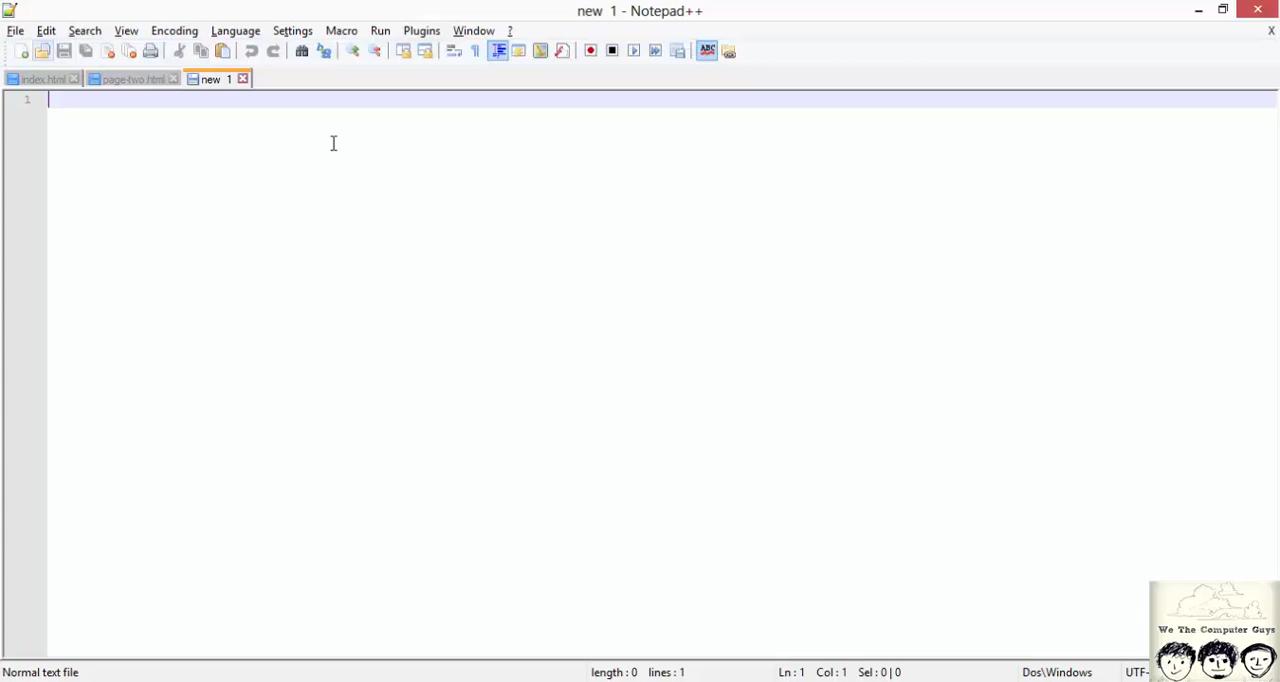 new 1 - Notepad++
File Edit Search View Encoding Language Settings Macro Run Plugins Window ? X
ABC
index.html page-two.html new 1
1
We The Computer Guys
Normal text file length : 0 lines : 1 Ln : 1 Col : 1 Sel : 0 | 0 Dos\Windows UTF-